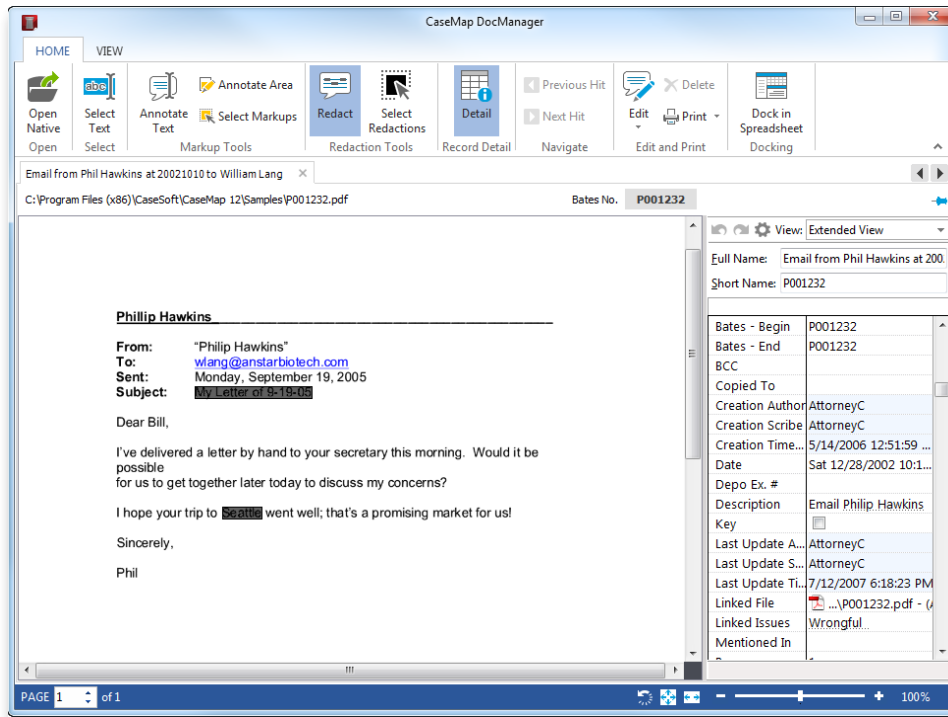 CaseMap DocManager
HOME VIEW
Open Native
Select Text
Annotate Text
Annotate Area
Select Markups
Redact
Select Redactions
Detail
Previous Hit
Next Hit
Edit
Delete
Print
Dock in Spreadsheet
Open Select Markup Tools Redaction Tools Record Detail Navigate Edit and Print Docking
Email from Phil Hawkins at 20021010 to William Lang
C:\Program Files (x86)\CaseSoft\CaseMap 12\Samples\P001232.pdf Bates No. P001232
Phillip Hawkins
From: "Philip Hawkins"
To: wlang@anstarbiotech.com
Sent: Monday, September 19, 2005
Subject: My Letter of 9-19-05
Dear Bill,
I've delivered a letter by hand to your secretary this morning. Would it be
possible
for us to get together later today to discuss my concerns?
I hope your trip to Seattle went well; that's a promising market for us!
Sincerely,
Phil
View: Extended View
Full Name: Email from Phil Hawkins at 200.
Short Name: P001232
Bates - Begin P001232
Bates - End P001232
BCC
Copied To
Creation Author AttorneyC
Creation Scribe AttorneyC
Creation Time... 5/14/2006 12:51:59 ...
Date Sat 12/28/2002 10:1...
Depo Ex. #
Description Email Philip Hawkins
Key
Last Update A... AttorneyC
Last Update S... AttorneyC
Last Update Ti... 7/12/2007 6:18:23 PM
Linked File ...\P001232.pdf - (A
Linked Issues Wrongful...
Mentioned In
PAGE 1 of 1 100%